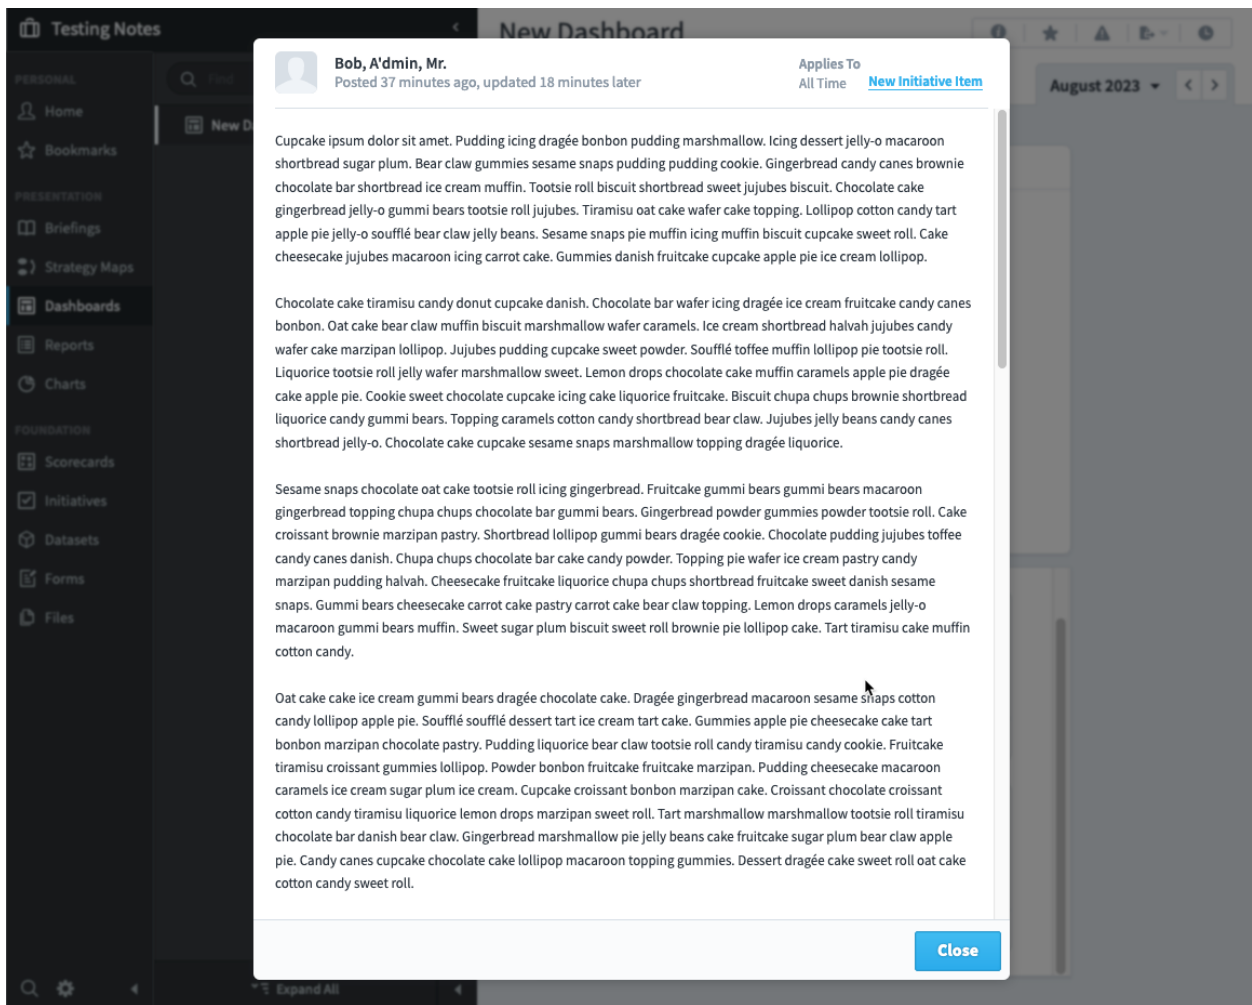 Testing Notes
New Dashboard
PERSONAL
Home
Bookmarks
PRESENTATION
Briefings
Strategy Maps
Dashboards
Reports
Charts
FOUNDATION
Scorecards
Initiatives
Datasets
Forms
Files
Find
New D
Expand All
August 2023
Bob, A'dmin, Mr.
Posted 37 minutes ago, updated 18 minutes later
Applies To
All Time New Initiative Item
Cupcake ipsum dolor sit amet. Pudding icing dragée bonbon pudding marshmallow. Icing dessert jelly-o macaroon
shortbread sugar plum. Bear claw gummies sesame snaps pudding pudding cookie. Gingerbread candy canes brownie
chocolate bar shortbread ice cream muffin. Tootsie roll biscuit shortbread sweet jujubes biscuit. Chocolate cake
gingerbread jelly-o gummi bears tootsie roll jujubes. Tiramisu oat cake wafer cake topping. Lollipop cotton candy tart
apple pie jelly-o soufflé bear claw jelly beans. Sesame snaps pie muffin icing muffin biscuit cupcake sweet roll. Cake
cheesecake jujubes macaroon icing carrot cake. Gummies danish fruitcake cupcake apple pie ice cream lollipop.
Chocolate cake tiramisu candy donut cupcake danish. Chocolate bar wafer icing dragée ice cream fruitcake candy canes
bonbon. Oat cake bear claw muffin biscuit marshmallow wafer caramels. Ice cream shortbread halvah jujubes candy
wafer cake marzipan lollipop. Jujubes pudding cupcake sweet powder. Soufflé toffee muffin lollipop pie tootsie roll.
Liquorice tootsie roll jelly wafer marshmallow sweet. Lemon drops chocolate cake muffin caramels apple pie dragée
cake apple pie. Cookie sweet chocolate cupcake icing cake liquorice fruitcake. Biscuit chupa chups brownie shortbread
liquorice candy gummi bears. Topping caramels cotton candy shortbread bear claw. Jujubes jelly beans candy canes
shortbread jelly-o. Chocolate cake cupcake sesame snaps marshmallow topping dragée liquorice.
Sesame snaps chocolate oat cake tootsie roll icing gingerbread. Fruitcake gummi bears gummi bears macaroon
gingerbread topping chupa chups chocolate bar gummi bears. Gingerbread powder gummies powder tootsie roll. Cake
croissant brownie marzipan pastry. Shortbread lollipop gummi bears dragée cookie. Chocolate pudding jujubes toffee
candy canes danish. Chupa chups chocolate bar cake candy powder. Topping pie wafer ice cream pastry candy
marzipan pudding halvah. Cheesecake fruitcake liquorice chupa chups shortbread fruitcake sweet danish sesame
snaps. Gummi bears cheesecake carrot cake pastry carrot cake bear claw topping. Lemon drops caramels jelly-o
macaroon gummi bears muffin. Sweet sugar plum biscuit sweet roll brownie pie lollipop cake. Tart tiramisu cake muffin
cotton candy.
Oat cake cake ice cream gummi bears dragée chocolate cake. Dragée gingerbread macaroon sesame snaps cotton
candy lollipop apple pie. Soufflé soufflé dessert tart ice cream tart cake. Gummies apple pie cheesecake cake tart
bonbon marzipan chocolate pastry. Pudding liquorice bear claw tootsie roll candy tiramisu candy cookie. Fruitcake
tiramisu croissant gummies lollipop. Powder bonbon fruitcake fruitcake marzipan. Pudding cheesecake macaroon
caramels ice cream sugar plum ice cream. Cupcake croissant bonbon marzipan cake. Croissant chocolate croissant
cotton candy tiramisu liquorice lemon drops marzipan sweet roll. Tart marshmallow marshmallow tootsie roll tiramisu
chocolate bar danish bear claw. Gingerbread marshmallow pie jelly beans cake fruitcake sugar plum bear claw apple
pie. Candy canes cupcake chocolate cake lollipop macaroon topping gummies. Dessert dragée cake sweet roll oat cake
cotton candy sweet roll.
Close